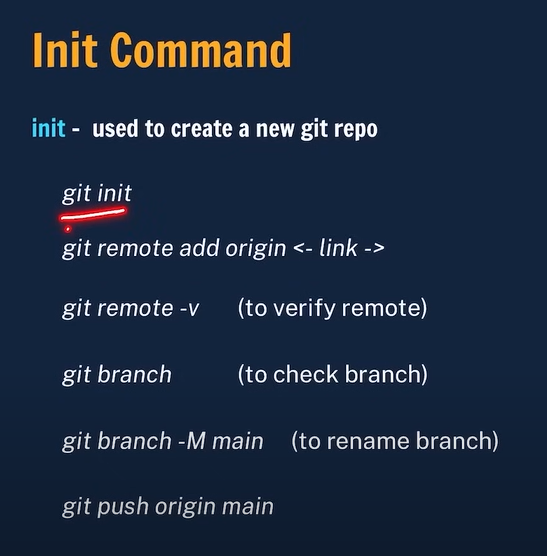 Init Command
init - used to create a new git repo
git init
git remote add origin <- link ->
git remote -v (to verify remote)
git branch (to check branch)
git branch -M main (to rename branch)
git push origin main